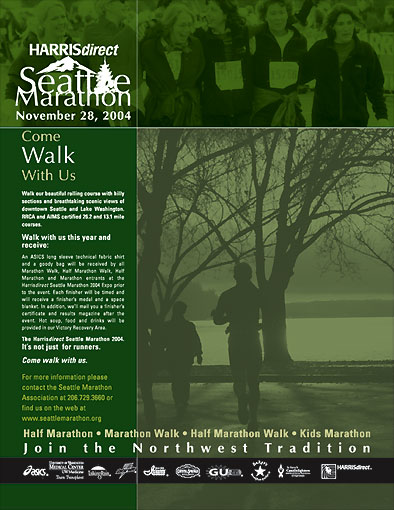 HARRISdirect
Seattle
Marathon
November 28, 2004
Come
Walk
With Us
Walk our beautiful rolling course with hilly
sections and breathtaking scenic views of
downtown Seattle and Lake Washington.
RRCA and AIMS certified 26.2 and 13.1 mile
courses.
Walk with us this year and
receive:
An ASICS long sleeve technical fabric shirt
and a goody bag will be received by all
Marathon Walk, Half Marathon Walk, Half
Marathon and Marathon entrants at the
Harrisdirect Seattle Marathon 2004 Expo prior
to the event. Each finisher will be timed and
will receive a finisher's medal and a space
blanket. In addition, we'll mail you a finisher's
certificate and results magazine after the
event. Hot soup, food and drinks will be
provided in our Victory Recovery Area.
The Harrisdirect Seattle Marathon 2004.
It's not just for runners.
Come walk with us.
For more information please
contact the Seattle Marathon
Association at 206.729.3660 or
find us on the web at
www.seattlemarathon.org
Half Marathon • Marathon Walk • Half Marathon Walk • Kids Marathon
Join the Northwest Tradition
asics
UNIVERSITY OF WASHINGTON
MEDICAL CENTER
UW Medicine
GU
HARRISdirect